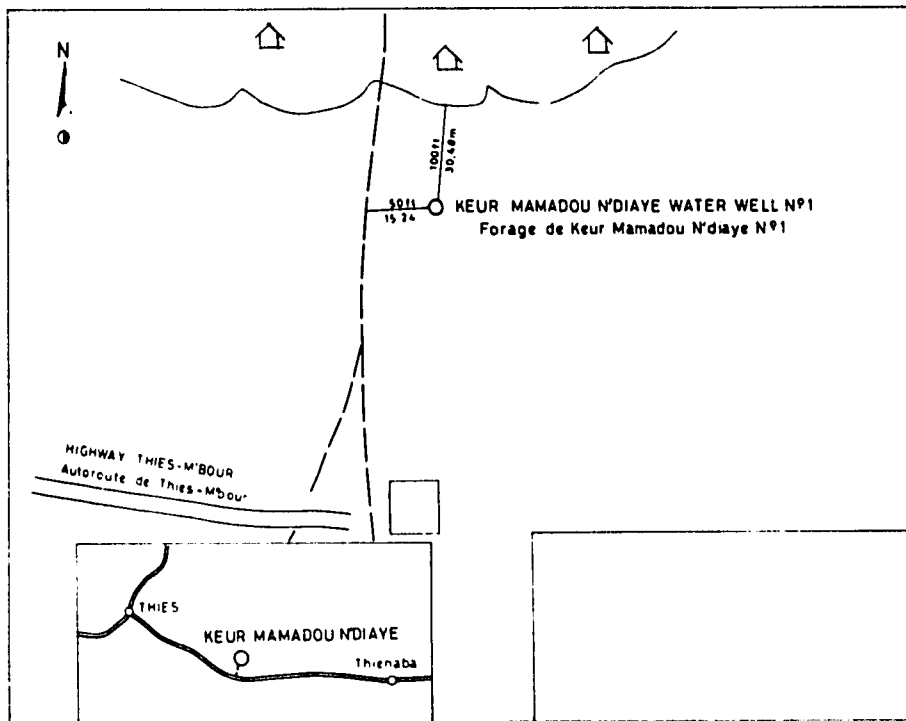 N
100ft
30,48m
50ft
15 24
KEUR MAMADOU N'DIAYE WATER WELL Nº1
Forage de Keur Mamadou N'diaye Nº1
HIGHWAY THIES-M'BOUR
Autoroute de Thies-M'bour
THIES
KEUR MAMADOU N'DIAYE
Thienaba